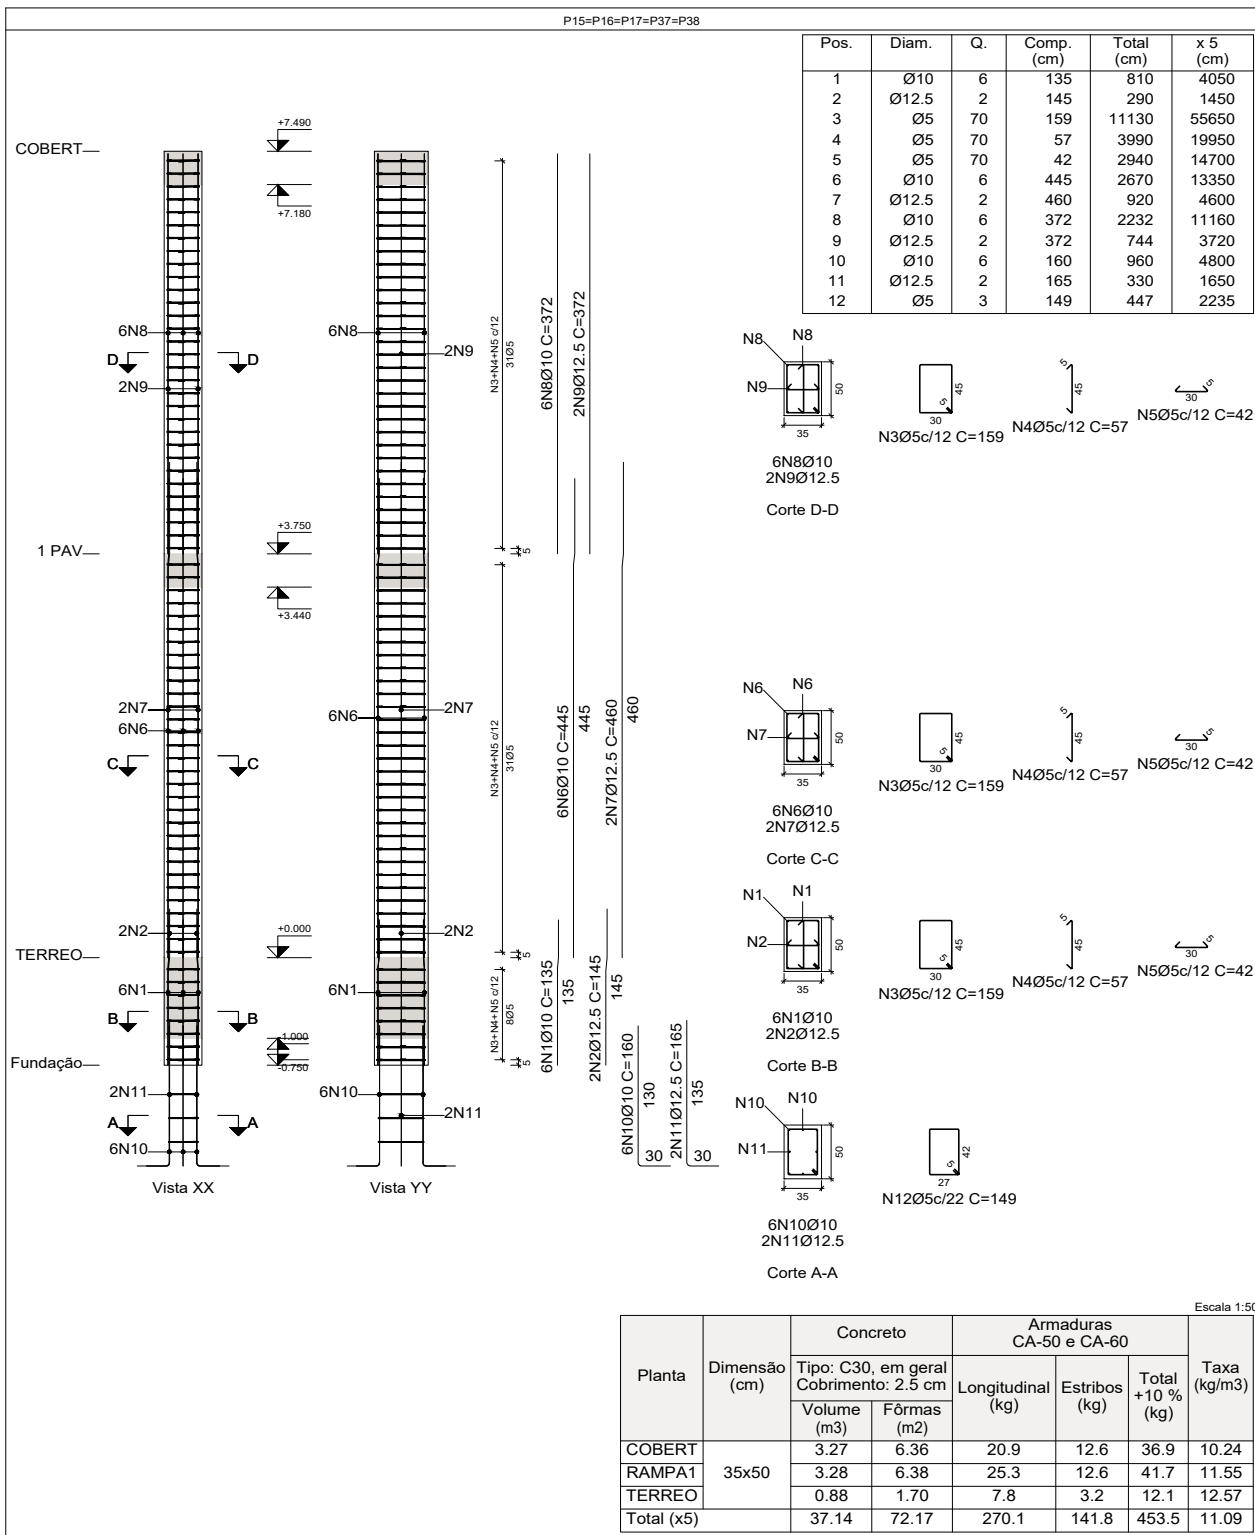 P15=P16=P17=P37=P38
Pos. Diam. Q. Comp. (cm) Total (cm) x 5 (cm)
1 Ø10 6 135 810 4050
2 Ø12.5 2 145 290 1450
3 Ø5 70 159 11130 55650
4 Ø5 70 57 3990 19950
5 Ø5 70 42 2940 14700
6 Ø10 6 445 2670 13350
7 Ø12.5 2 460 920 4600
8 Ø10 6 372 2232 11160
9 Ø12.5 2 372 744 3720
10 Ø10 6 160 960 4800
11 Ø12.5 2 165 330 1650
12 Ø5 3 149 447 2235
COBERT
+7.490
+7.180
6N8
D D
2N9
6N8
2N9
N3+N4+N5 c/12
31Ø5
5
6N8Ø10 C=372
2N9Ø12.5 C=372
N8 N8
N9
50
35
6N8Ø10
2N9Ø12.5
Corte D-D
45
30
5
N3Ø5c/12 C=159
5
45
N4Ø5c/12 C=57
5
30
N5Ø5c/12 C=42
1 PAV
+3.750
+3.440
2N7
6N6
C C
6N6
2N7
N3+N4+N5 c/12
31Ø5
5
6N6Ø10 C=445
445
2N7Ø12.5 C=460
460
N6 N6
N7
50
35
6N6Ø10
2N7Ø12.5
Corte C-C
45
30
5
N3Ø5c/12 C=159
5
45
N4Ø5c/12 C=57
5
30
N5Ø5c/12 C=42
2N2
TERREO
+0.000
2N2
6N1
B B
6N1
N3+N4+N5 c/12
8Ø5
5
6N1Ø10 C=135
135
2N2Ø12.5 C=145
145
N1 N1
N2
50
35
6N1Ø10
2N2Ø12.5
Corte B-B
45
30
5
N3Ø5c/12 C=159
5
45
N4Ø5c/12 C=57
5
30
N5Ø5c/12 C=42
-1.000
Fundação
-0.750
2N11
A A
6N10
6N10
2N11
Vista XX
Vista YY
6N10Ø10 C=160
130
30
2N11Ø12.5 C=165
135
30
N10 N10
N11
50
35
6N10Ø10
2N11Ø12.5
Corte A-A
42
27
5
N12Ø5c/22 C=149
Escala 1:50
Planta Dimensão (cm) Concreto Armaduras CA-50 e CA-60 Taxa (kg/m3)
Tipo: C30, em geral
Cobrimento: 2.5 cm
Volume (m3) Fôrmas (m2) Longitudinal (kg) Estribos (kg) Total +10 % (kg)
COBERT 35x50 3.27 6.36 20.9 12.6 36.9 10.24
RAMPA1 3.28 6.38 25.3 12.6 41.7 11.55
TERREO 0.88 1.70 7.8 3.2 12.1 12.57
Total (x5) 37.14 72.17 270.1 141.8 453.5 11.09